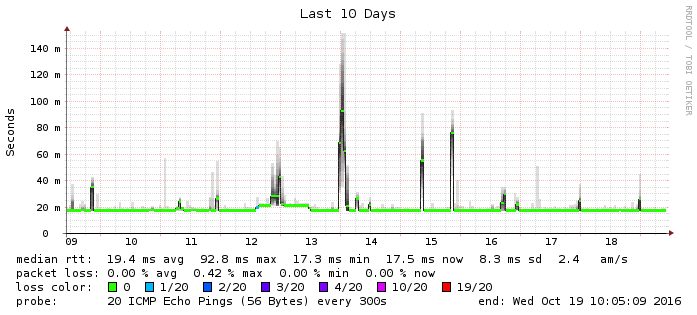 Last 10 Days
RRDTOOL / TOBI OETIKER
Seconds
140 m
120 m
100 m
80 m
60 m
40 m
20 m
0
09 10 11 12 13 14 15 16 17 18
median rtt: 19.4 ms avg 92.8 ms max 17.3 ms min 17.5 ms now 8.3 ms sd 2.4 am/s
packet loss: 0.00 % avg 0.42 % max 0.00 % min 0.00 % now
loss color: 0 1/20 2/20 3/20 4/20 10/20 19/20
probe: 20 ICMP Echo Pings (56 Bytes) every 300s end: Wed Oct 19 10:05:09 2016